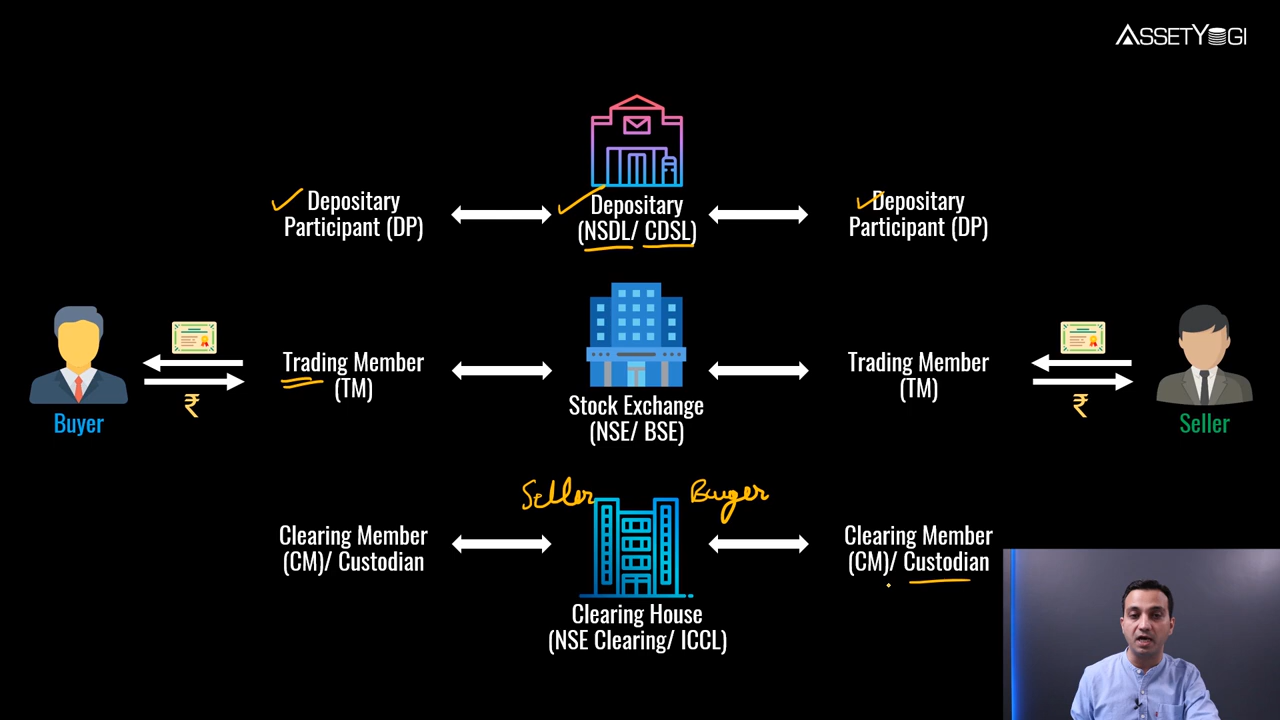 ASSETYOGI
Depositary
Participant (DP)
Depositary
(NSDL/ CDSL)
Depositary
Participant (DP)
Trading Member
(TM)
Stock Exchange
(NSE/ BSE)
Trading Member
(TM)
₹
Buyer
₹
Seller
Seller
Buyer
Clearing Member
(CM)/ Custodian
Clearing House
(NSE Clearing/ ICCL)
Clearing Member
(CM)/ Custodian